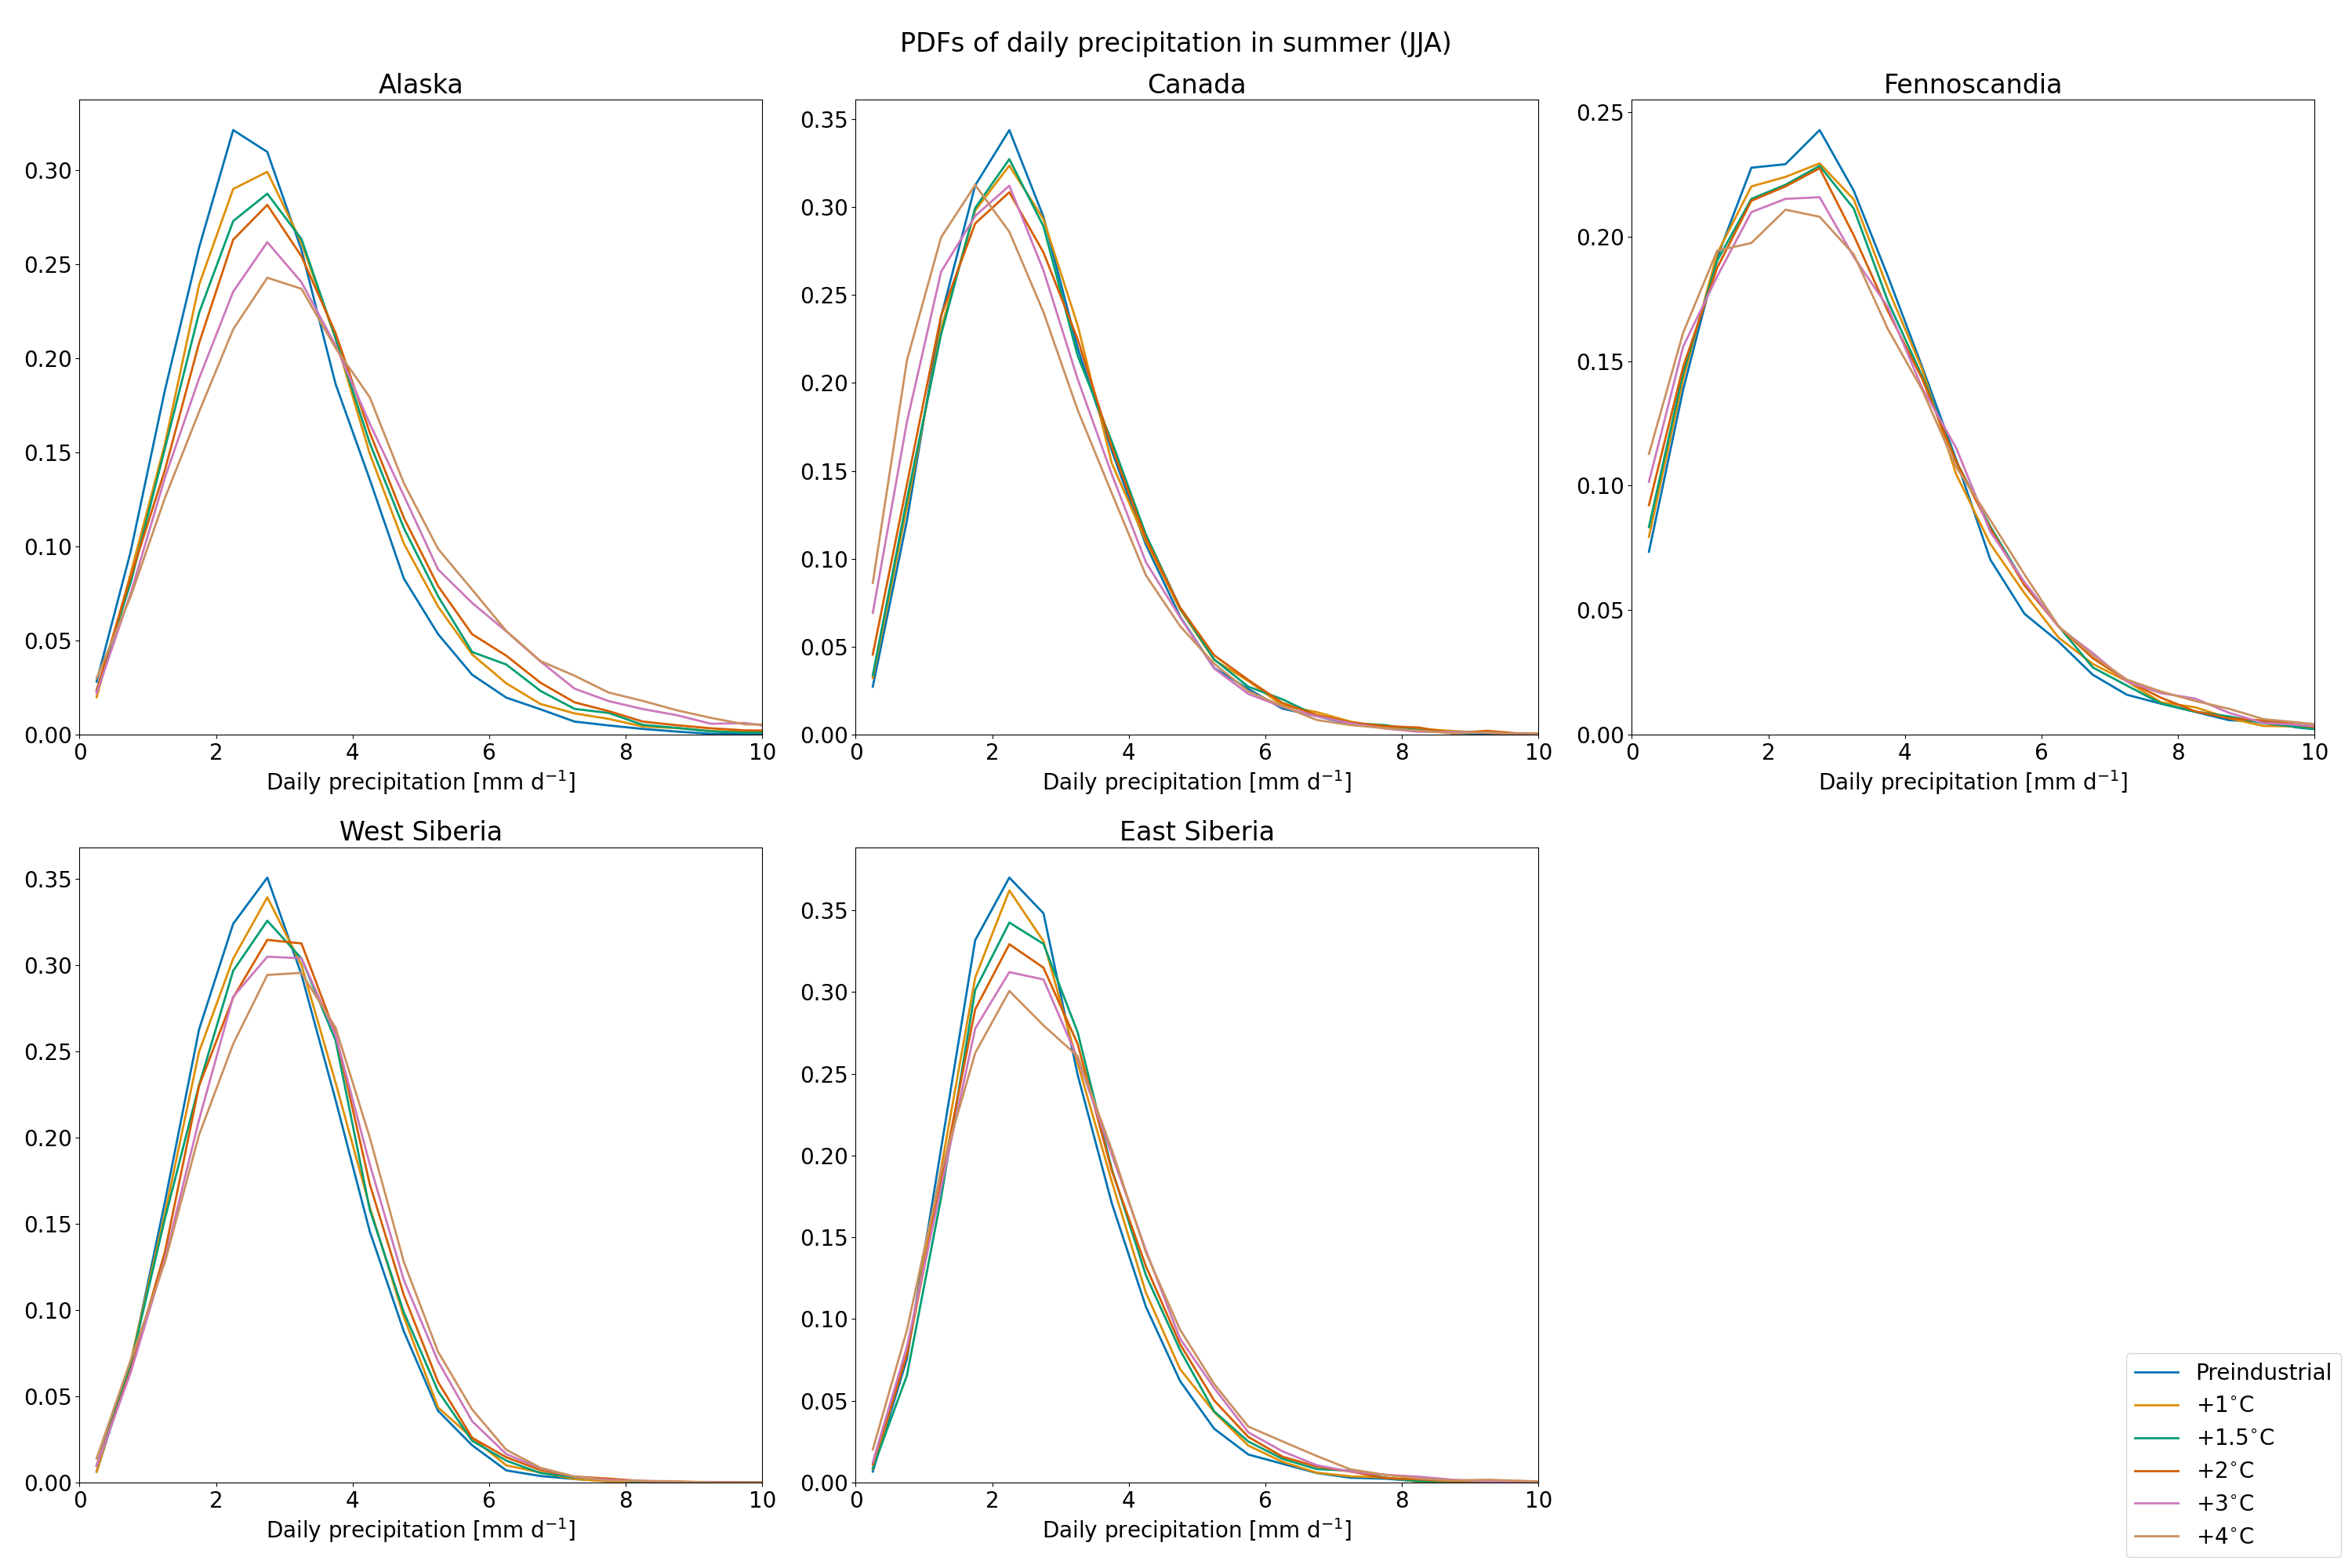 PDFs of daily precipitation in summer (JJA)
Alaska
0.30
0.25
0.20
0.15
0.10
0.05
0.00
0 2 4 6 8 10
Daily precipitation [mm d⁻¹]
Canada
0.35
0.30
0.25
0.20
0.15
0.10
0.05
0.00
0 2 4 6 8 10
Daily precipitation [mm d⁻¹]
Fennoscandia
0.25
0.20
0.15
0.10
0.05
0.00
0 2 4 6 8 10
Daily precipitation [mm d⁻¹]
West Siberia
0.35
0.30
0.25
0.20
0.15
0.10
0.05
0.00
0 2 4 6 8 10
Daily precipitation [mm d⁻¹]
East Siberia
0.35
0.30
0.25
0.20
0.15
0.10
0.05
0.00
0 2 4 6 8 10
Daily precipitation [mm d⁻¹]
Preindustrial
+1°C
+1.5°C
+2°C
+3°C
+4°C